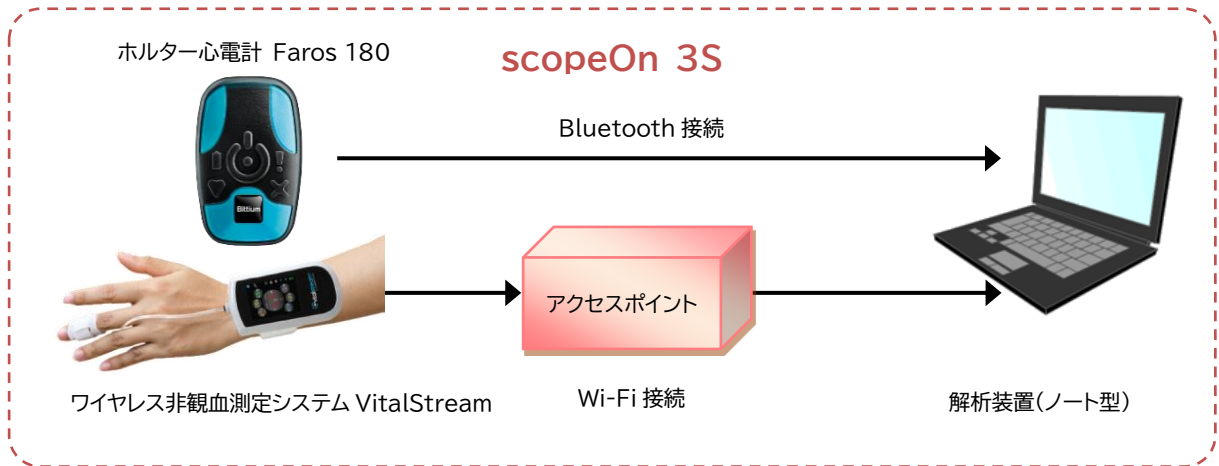 scopeOn 3S
ホルター心電計 Faros 180
Bluetooth 接続
Bittium
アクセスポイント
ワイヤレス非観血測定システム VitalStream
Wi-Fi 接続
解析装置(ノート型)